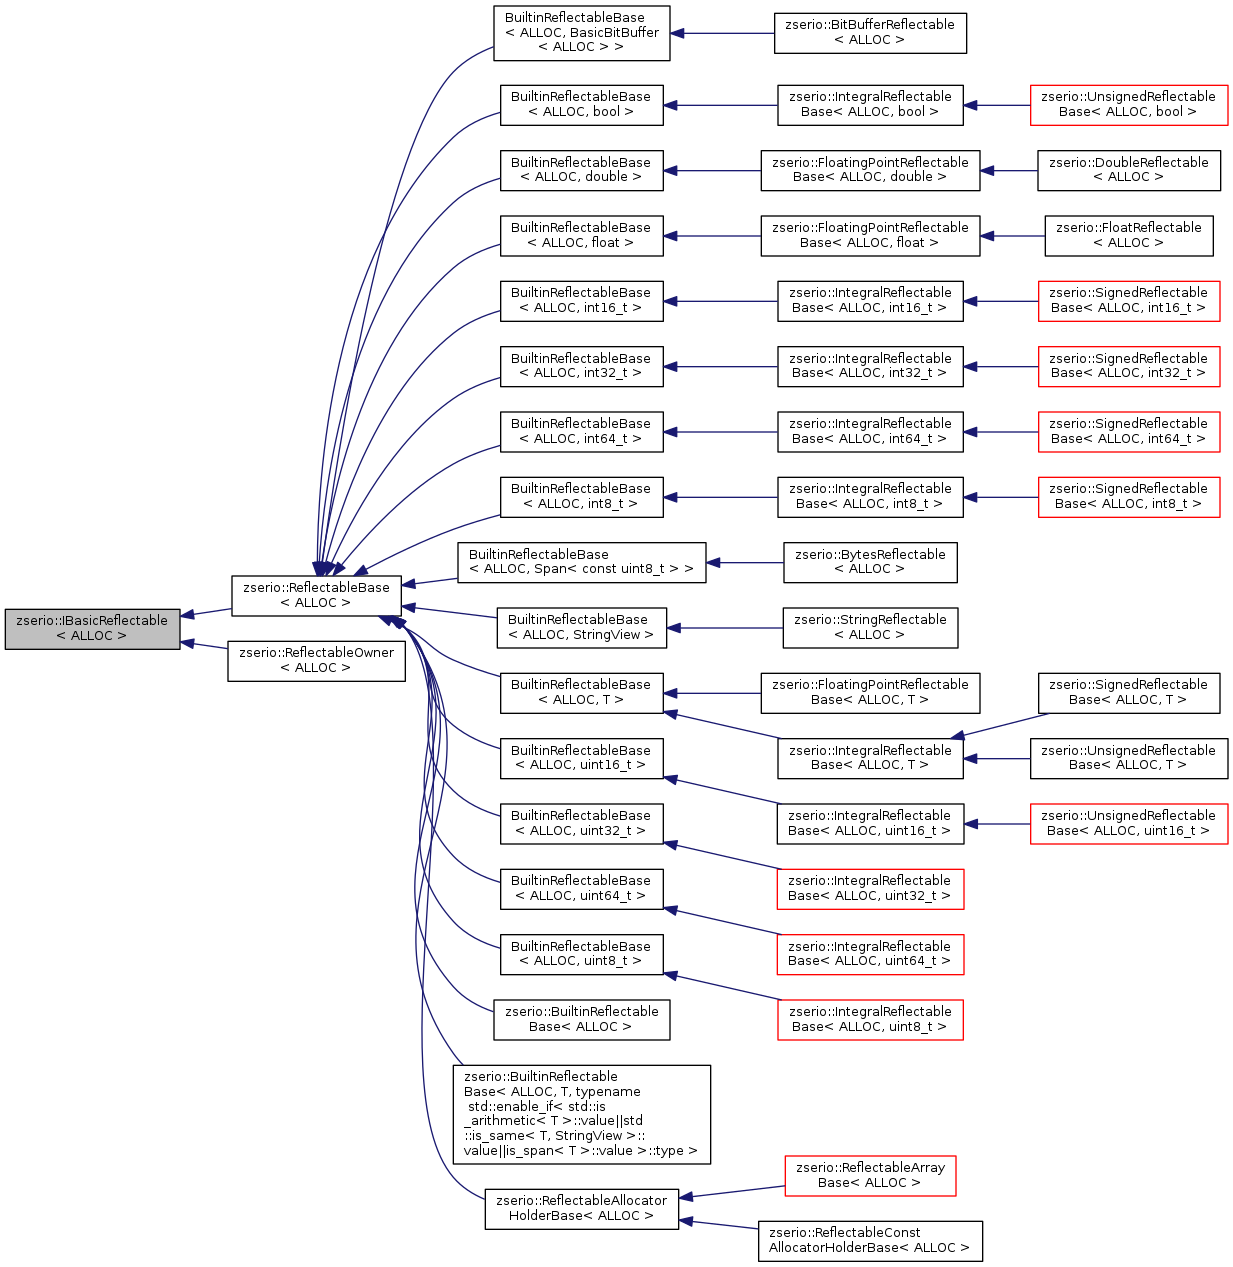 BuiltinReflectableBase
< ALLOC, BasicBitBuffer
< ALLOC > >
zserio::BitBufferReflectable
< ALLOC >
BuiltinReflectableBase
< ALLOC, bool >
zserio::IntegralReflectable
Base< ALLOC, bool >
zserio::UnsignedReflectable
Base< ALLOC, bool >
BuiltinReflectableBase
< ALLOC, double >
zserio::FloatingPointReflectable
Base< ALLOC, double >
zserio::DoubleReflectable
< ALLOC >
BuiltinReflectableBase
< ALLOC, float >
zserio::FloatingPointReflectable
Base< ALLOC, float >
zserio::FloatReflectable
< ALLOC >
BuiltinReflectableBase
< ALLOC, int16_t >
zserio::IntegralReflectable
Base< ALLOC, int16_t >
zserio::SignedReflectable
Base< ALLOC, int16_t >
BuiltinReflectableBase
< ALLOC, int32_t >
zserio::IntegralReflectable
Base< ALLOC, int32_t >
zserio::SignedReflectable
Base< ALLOC, int32_t >
BuiltinReflectableBase
< ALLOC, int64_t >
zserio::IntegralReflectable
Base< ALLOC, int64_t >
zserio::SignedReflectable
Base< ALLOC, int64_t >
BuiltinReflectableBase
< ALLOC, int8_t >
zserio::IntegralReflectable
Base< ALLOC, int8_t >
zserio::SignedReflectable
Base< ALLOC, int8_t >
BuiltinReflectableBase
< ALLOC, Span< const uint8_t > >
zserio::BytesReflectable
< ALLOC >
zserio::ReflectableBase
< ALLOC >
zserio::IBasicReflectable
< ALLOC >
BuiltinReflectableBase
< ALLOC, StringView >
zserio::StringReflectable
< ALLOC >
zserio::ReflectableOwner
< ALLOC >
BuiltinReflectableBase
< ALLOC, T >
zserio::FloatingPointReflectable
Base< ALLOC, T >
zserio::SignedReflectable
Base< ALLOC, T >
BuiltinReflectableBase
< ALLOC, uint16_t >
zserio::IntegralReflectable
Base< ALLOC, T >
zserio::UnsignedReflectable
Base< ALLOC, T >
BuiltinReflectableBase
< ALLOC, uint32_t >
zserio::IntegralReflectable
Base< ALLOC, uint16_t >
zserio::UnsignedReflectable
Base< ALLOC, uint16_t >
BuiltinReflectableBase
< ALLOC, uint64_t >
zserio::IntegralReflectable
Base< ALLOC, uint32_t >
BuiltinReflectableBase
< ALLOC, uint8_t >
zserio::IntegralReflectable
Base< ALLOC, uint64_t >
zserio::BuiltinReflectable
Base< ALLOC >
zserio::IntegralReflectable
Base< ALLOC, uint8_t >
zserio::BuiltinReflectable
Base< ALLOC, T, typename
std::enable_if< std::is
_arithmetic< T >::value||std
::is_same< T, StringView >::
value||is_span< T >::value >::type >
zserio::ReflectableArray
Base< ALLOC >
zserio::ReflectableAllocator
HolderBase< ALLOC >
zserio::ReflectableConst
AllocatorHolderBase< ALLOC >